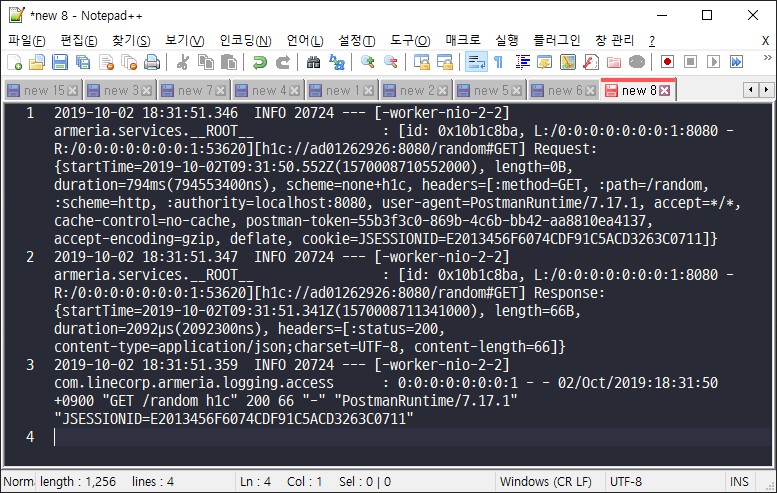 *new 8 - Notepad++
파일(F) 편집(E) 찾기(S) 보기(V) 인코딩(N) 언어(L) 설정(T) 도구(O) 매크로 실행 플러그인 창 관리 ? X
new 15 new 3 new 7 new 4 new 1 new 2 new 5 new 6 new 8
1 2019-10-02 18:31:51.346  INFO 20724 --- [-worker-nio-2-2]
armeria.services.__ROOT__                : [id: 0x10b1c8ba, L:/0:0:0:0:0:0:0:1:8080 -
R:/0:0:0:0:0:0:0:1:53620][h1c://ad01262926:8080/random#GET] Request:
{startTime=2019-10-02T09:31:50.552Z(1570008710552000), length=0B,
duration=794ms(794553400ns), scheme=none+h1c, headers=[:method=GET, :path=/random,
:scheme=http, :authority=localhost:8080, user-agent=PostmanRuntime/7.17.1, accept=*/*,
cache-control=no-cache, postman-token=55b3f3c0-869b-4c6b-bb42-aa8810ea4137,
accept-encoding=gzip, deflate, cookie=JSESSIONID=E2013456F6074CDF91C5ACD3263C0711]}
2 2019-10-02 18:31:51.347  INFO 20724 --- [-worker-nio-2-2]
armeria.services.__ROOT__                : [id: 0x10b1c8ba, L:/0:0:0:0:0:0:0:1:8080 -
R:/0:0:0:0:0:0:0:1:53620][h1c://ad01262926:8080/random#GET] Response:
{startTime=2019-10-02T09:31:51.341Z(1570008711341000), length=66B,
duration=2092µs(2092300ns), headers=[:status=200,
content-type=application/json;charset=UTF-8, content-length=66]}
3 2019-10-02 18:31:51.359  INFO 20724 --- [-worker-nio-2-2]
com.linecorp.armeria.logging.access      : 0:0:0:0:0:0:0:1 - - 02/Oct/2019:18:31:50
+0900 "GET /random h1c" 200 66 "-" "PostmanRuntime/7.17.1"
"JSESSIONID=E2013456F6074CDF91C5ACD3263C0711"
4
Norm length : 1,256 lines : 4 Ln : 4 Col : 1 Sel : 0 | 0 Windows (CR LF) UTF-8 INS